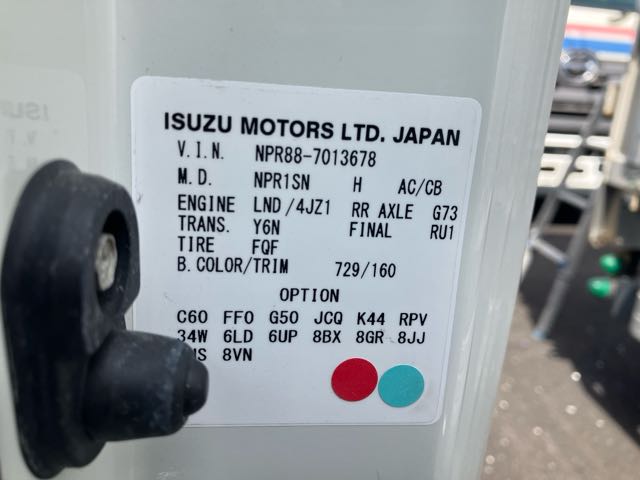 ISUZU MOTORS LTD. JAPAN
V.I.N. NPR88-7013678
M.D. NPR1SN H AC/CB
ENGINE LND/4JZ1 RR AXLE G73
TRANS. Y6N FINAL RU1
TIRE FQF
B.COLOR/TRIM 729/160
OPTION
C60 FF0 G50 JCQ K44 RPV
34W 6LD 6UP 8BX 8GR 8JJ
8VN